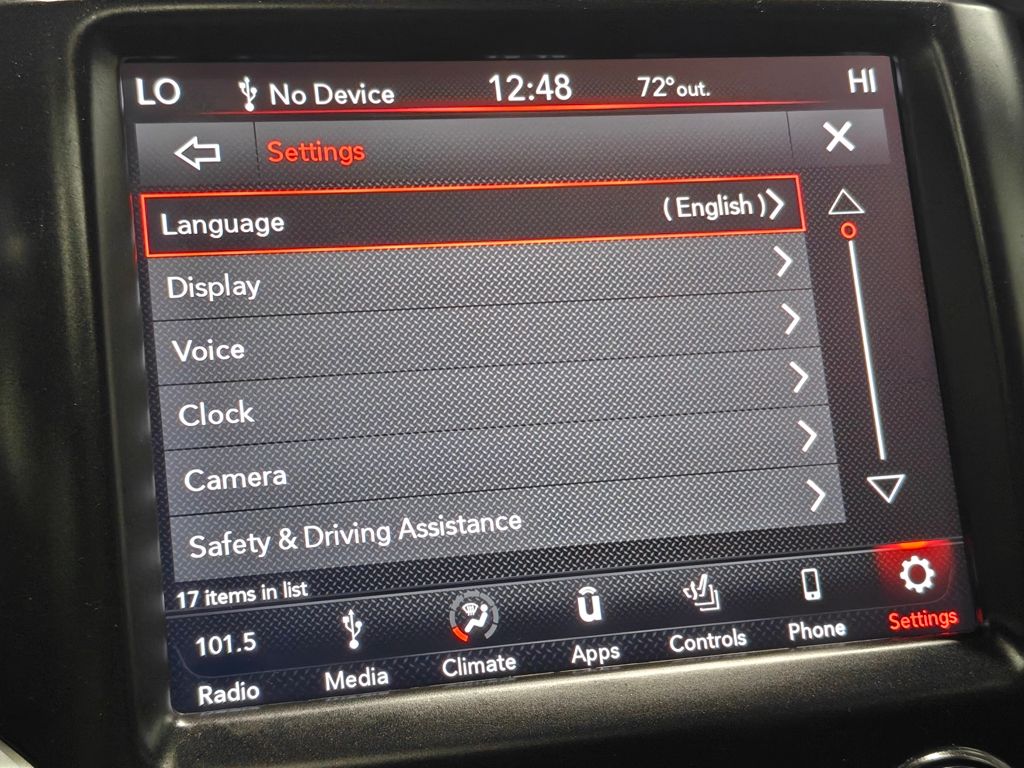 LO No Device 12:48 72° out. HI
Settings
Language (English)
Display
Voice
Clock
Camera
Safety & Driving Assistance
17 items in list
101.5
Radio Media Climate Apps Controls Phone Settings